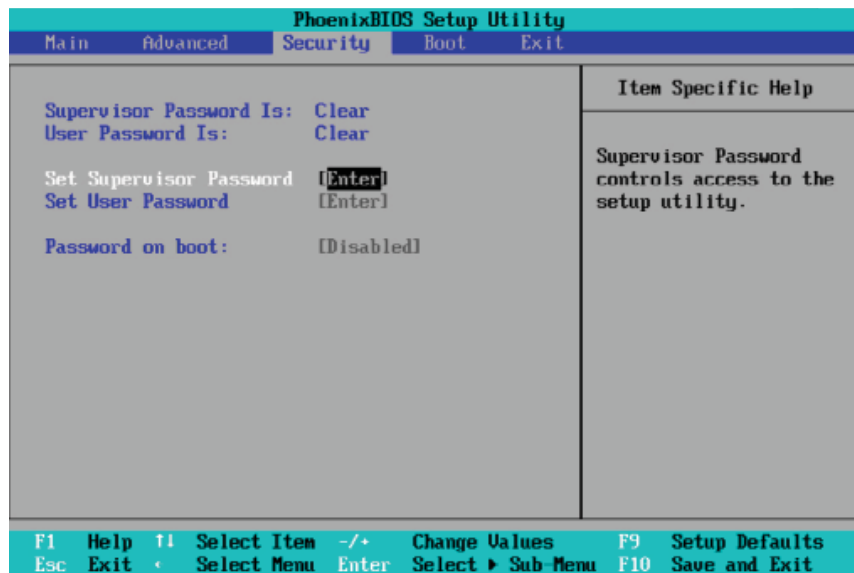 PhoenixBIOS Setup Utility
Main Advanced Security Boot Exit
Item Specific Help
Supervisor Password Is: Clear
User Password Is: Clear
Set Supervisor Password [Enter]
Set User Password [Enter]
Password on boot: [Disabled]
Supervisor Password
controls access to the
setup utility.
F1 Help ↑↓ Select Item -/+ Change Values F9 Setup Defaults
Esc Exit ‹ Select Menu Enter Select ▶ Sub-Menu F10 Save and Exit